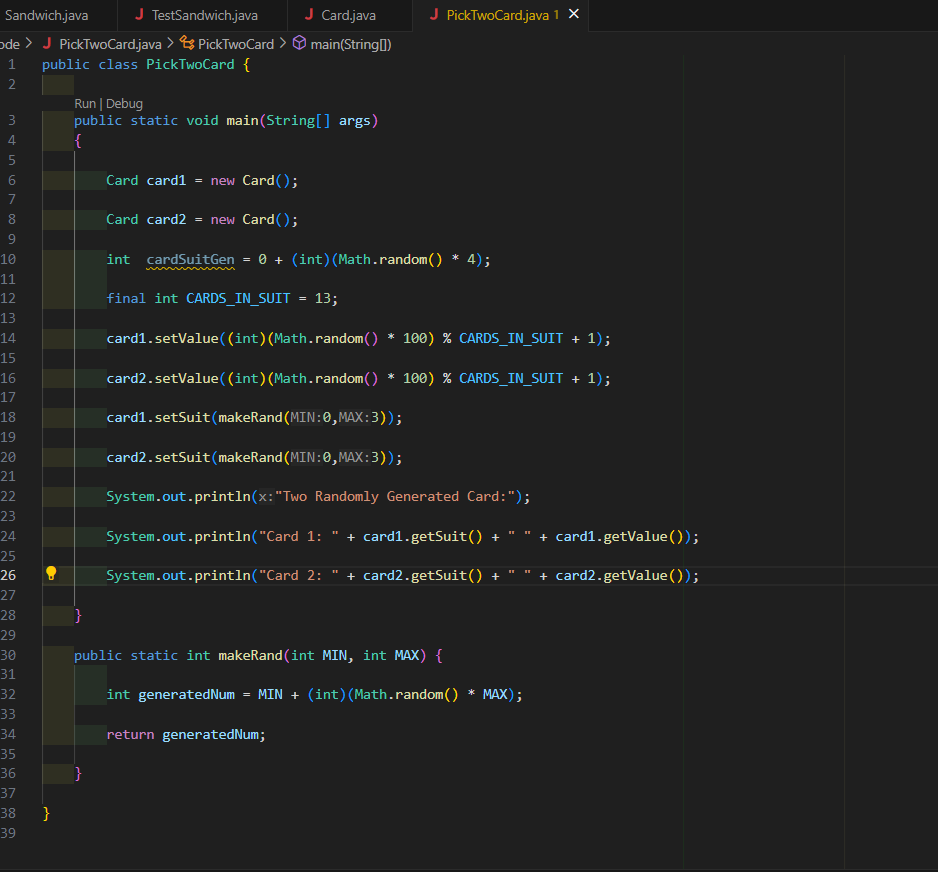 Sandwich.java J TestSandwich.java J Card.java J PickTwoCard.java 1 ×
ode > J PickTwoCard.java > PickTwoCard > main(String[])
1 public class PickTwoCard {
2
Run | Debug
3 public static void main(String[] args)
4 {
5
6 Card card1 = new Card();
7
8 Card card2 = new Card();
9
10 int  cardSuitGen = 0 + (int)(Math.random() * 4);
11
12 final int CARDS_IN_SUIT = 13;
13
14 card1.setValue((int)(Math.random() * 100) % CARDS_IN_SUIT + 1);
15
16 card2.setValue((int)(Math.random() * 100) % CARDS_IN_SUIT + 1);
17
18 card1.setSuit(makeRand(MIN:0,MAX:3));
19
20 card2.setSuit(makeRand(MIN:0,MAX:3));
21
22 System.out.println(x:"Two Randomly Generated Card:");
23
24 System.out.println("Card 1: " + card1.getSuit() + " " + card1.getValue());
25
26 System.out.println("Card 2: " + card2.getSuit() + " " + card2.getValue());
27
28 }
29
30 public static int makeRand(int MIN, int MAX) {
31
32 int generatedNum = MIN + (int)(Math.random() * MAX);
33
34 return generatedNum;
35
36 }
37
38 }
39